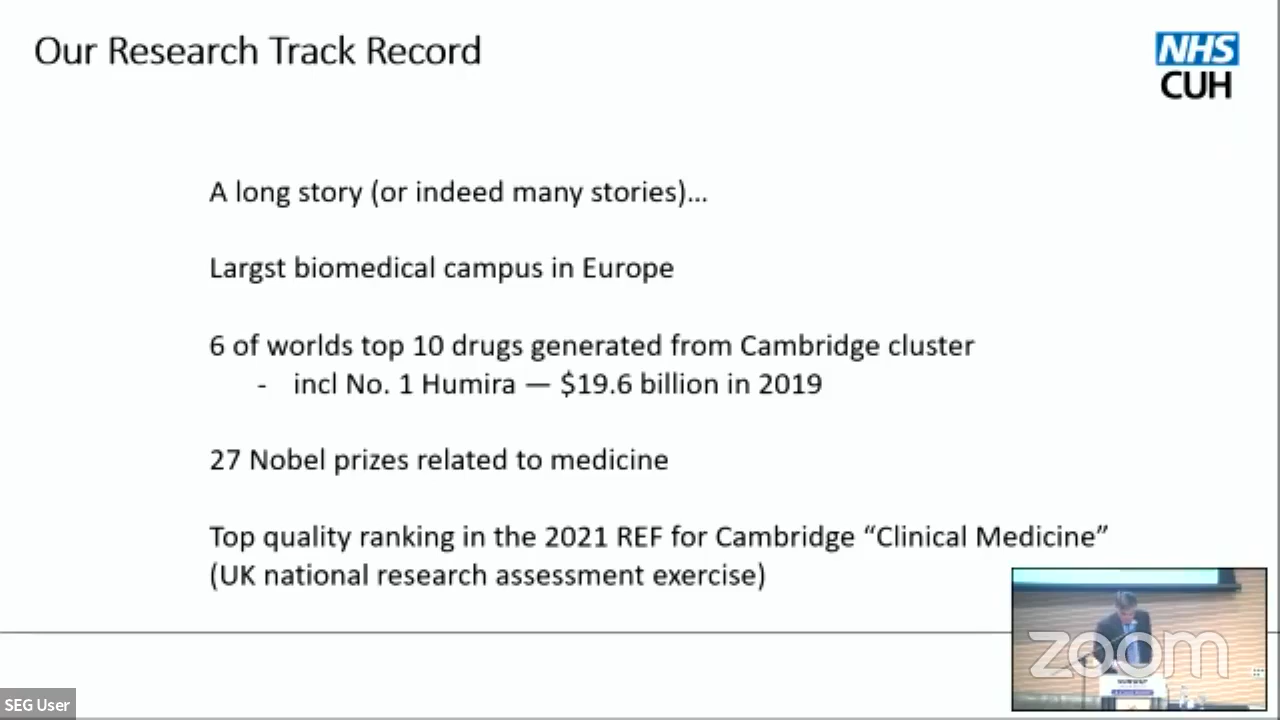 Our Research Track Record
NHS
CUH
A long story (or indeed many stories)...
Largst biomedical campus in Europe
6 of worlds top 10 drugs generated from Cambridge cluster
- incl No. 1 Humira — $19.6 billion in 2019
27 Nobel prizes related to medicine
Top quality ranking in the 2021 REF for Cambridge “Clinical Medicine”
(UK national research assessment exercise)
zoom
SEG User